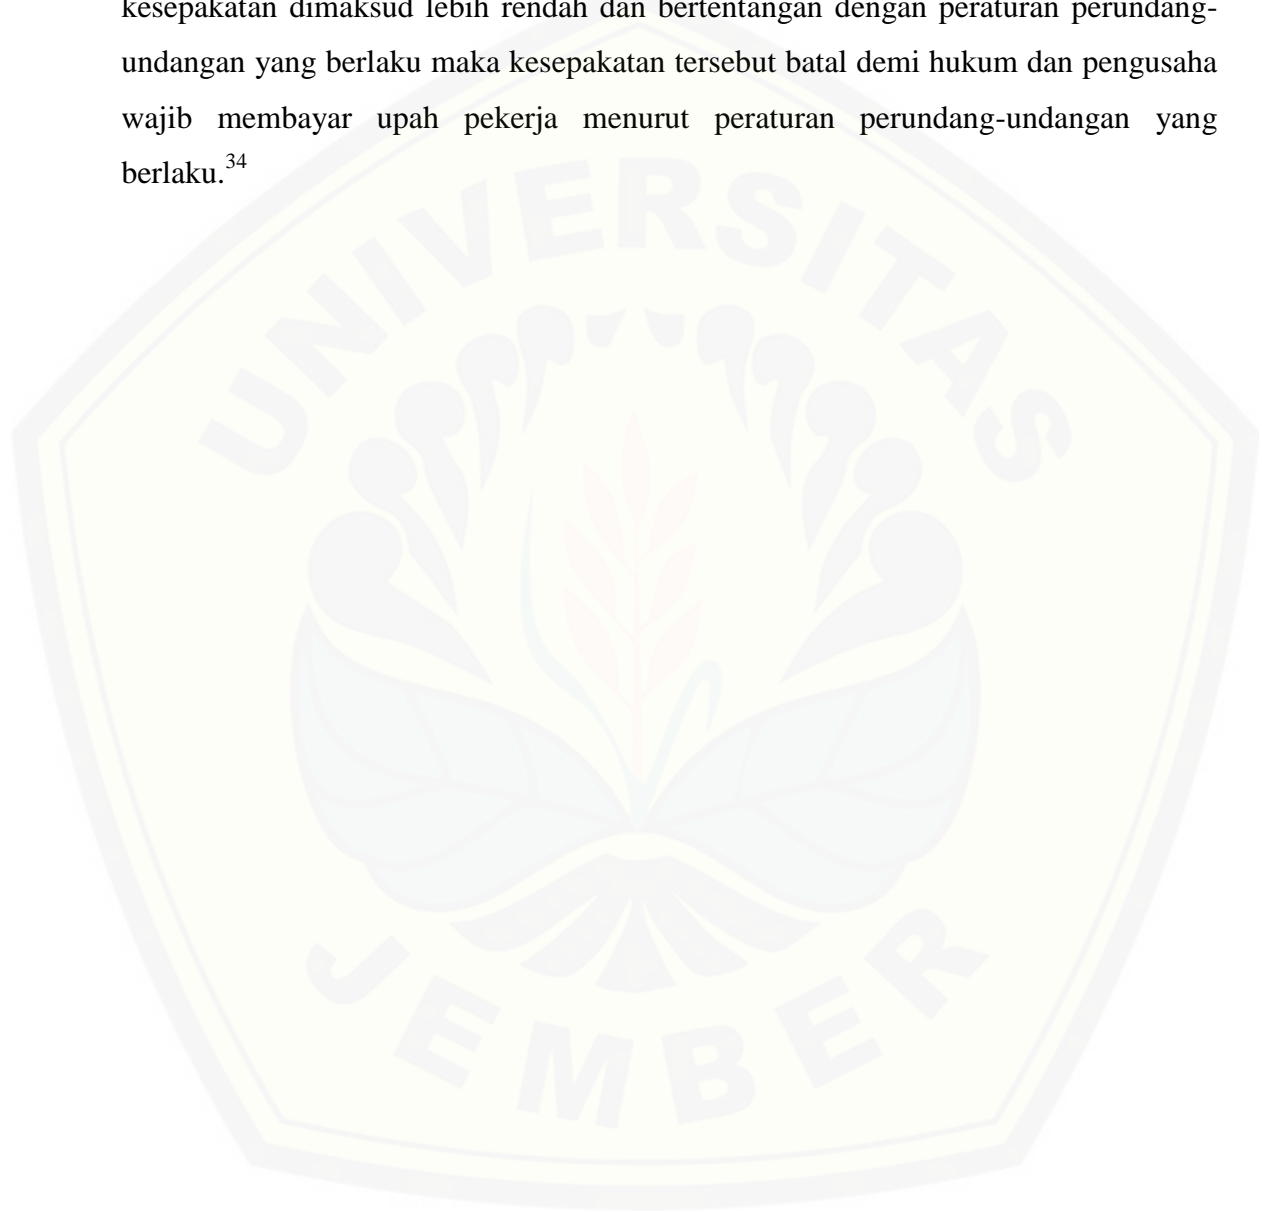 kesepakatan dimaksud lebih rendah dan bertentangan dengan peraturan perundang-
undangan yang berlaku maka kesepakatan tersebut batal demi hukum dan pengusaha
wajib membayar upah pekerja menurut peraturan perundang-undangan yang
berlaku.34
UNIVERSITAS
JEMBER